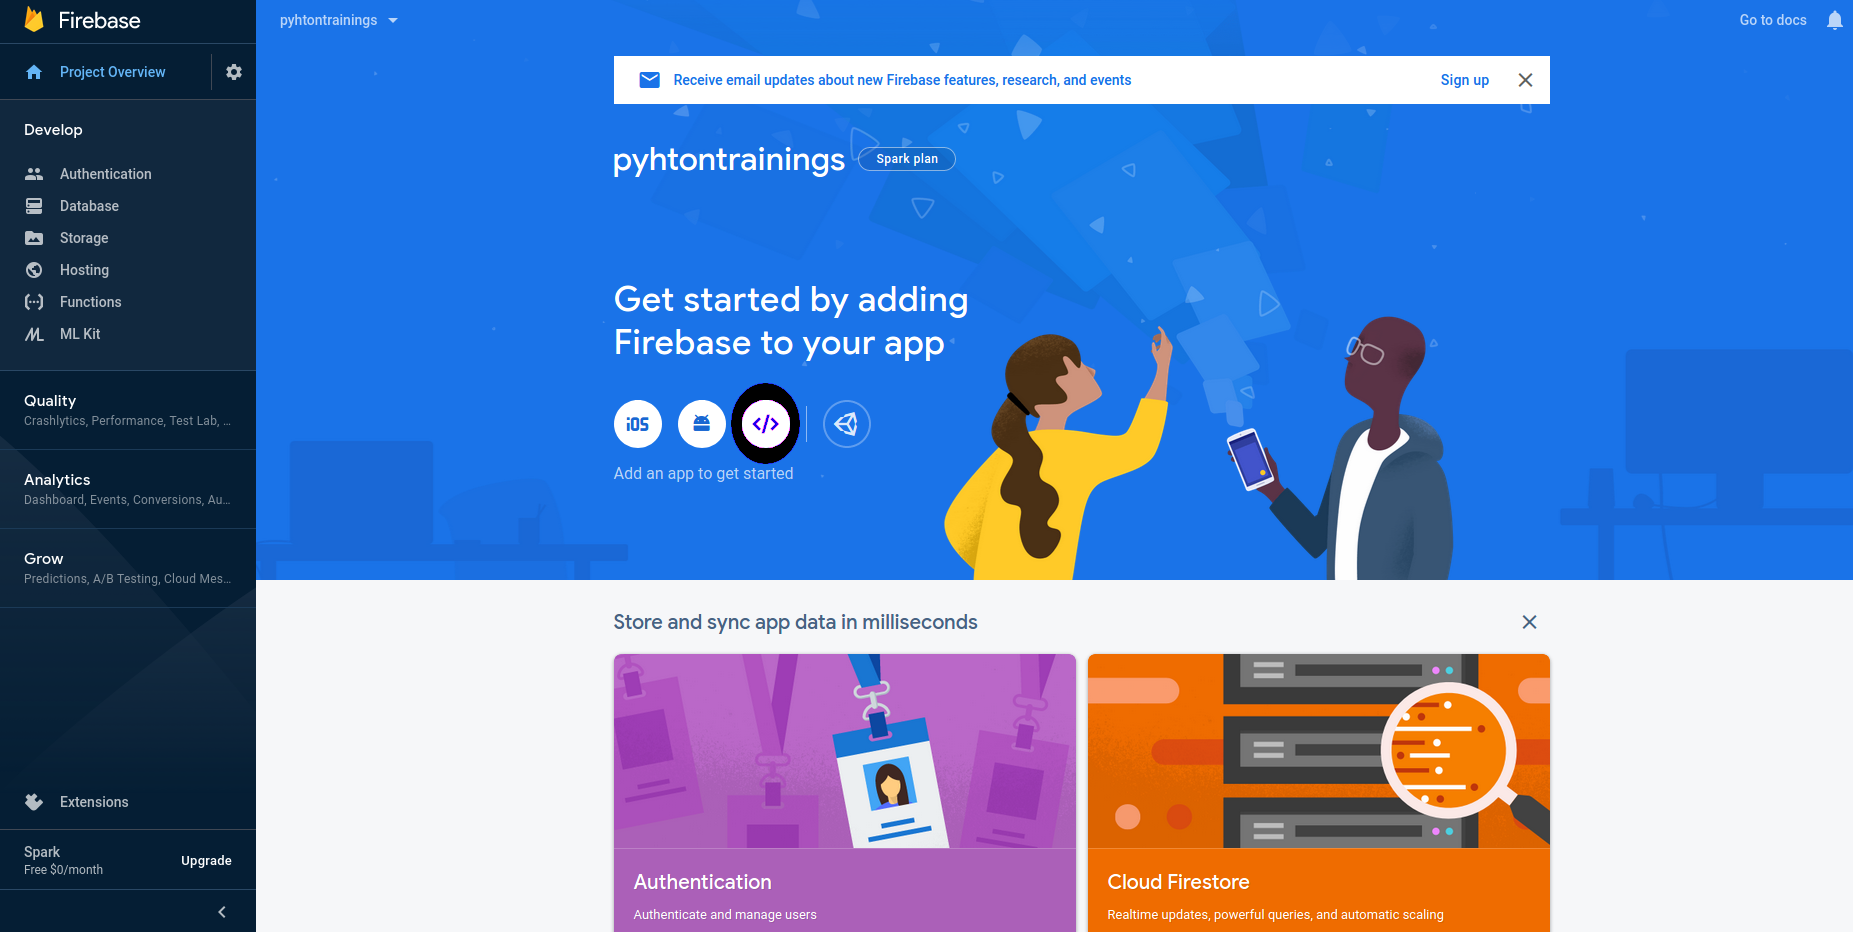 Firebase
pyhtontrainings
Go to docs
Project Overview
Receive email updates about new Firebase features, research, and events
Sign up
Develop
Authentication
Database
Storage
Hosting
Functions
ML Kit
Quality
Crashlytics, Performance, Test Lab, ...
Analytics
Dashboard, Events, Conversions, Au...
Grow
Predictions, A/B Testing, Cloud Mes...
Extensions
Spark
Free $0/month
Upgrade
pyhtontrainings
Spark plan
Get started by adding
Firebase to your app
iOS
</>
Add an app to get started
Store and sync app data in milliseconds
Authentication
Authenticate and manage users
Cloud Firestore
Realtime updates, powerful queries, and automatic scaling